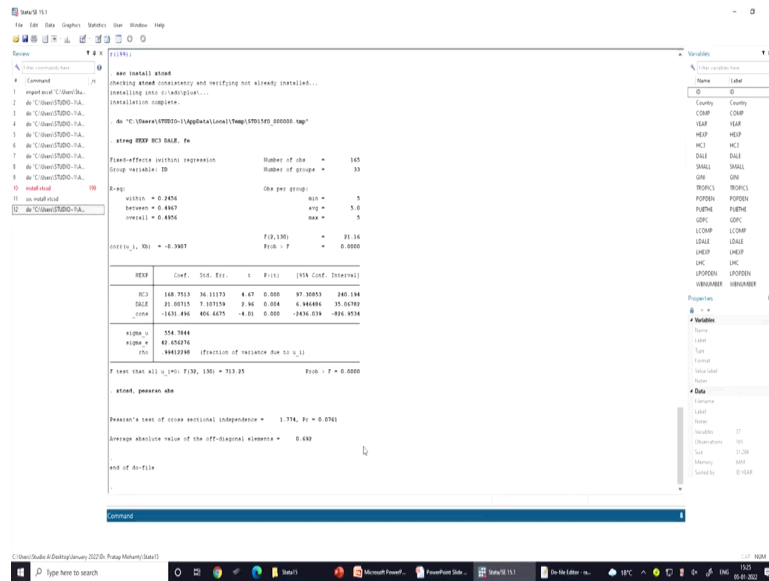 Stata/SE 15.1
File Edit Data Graphics Statistics User Window Help
Review
Filter commands here
# Command
1 import excel "C:\Users\Stu...
2 do "C:\Users\STUDIO~1\A...
3 do "C:\Users\STUDIO~1\A...
4 do "C:\Users\STUDIO~1\A...
5 do "C:\Users\STUDIO~1\A...
6 do "C:\Users\STUDIO~1\A...
7 do "C:\Users\STUDIO~1\A...
8 do "C:\Users\STUDIO~1\A...
9 do "C:\Users\STUDIO~1\A...
10 install xtcsd 199
11 ssc install xtcsd
12 do "C:\Users\STUDIO~1\A...
r(199);
. ssc install xtcsd
checking xtcsd consistency and verifying not already installed...
installing into c:\ado\plus\...
installation complete.
. do "C:\Users\STUDIO~1\AppData\Local\Temp\STD15f0_000000.tmp"
. xtreg HEXP HC3 DALE, fe
Fixed-effects (within) regression Number of obs = 165
Group variable: ID Number of groups = 33
R-sq: Obs per group:
within = 0.2456 min = 5
between = 0.4967 avg = 5.0
overall = 0.4956 max = 5
F(2,130) = 21.16
corr(u_i, Xb) = -0.3907 Prob > F = 0.0000
HEXP Coef. Std. Err. t P>|t| [95% Conf. Interval]
HC3 168.7513 36.11173 4.67 0.000 97.30853 240.194
DALE 21.00715 7.107159 2.96 0.004 6.946486 35.06782
_cons -1631.496 406.6675 -4.01 0.000 -2436.039 -826.9534
sigma_u 554.7844
sigma_e 42.656276
rho .99412298 (fraction of variance due to u_i)
F test that all u_i=0: F(32, 130) = 713.25 Prob > F = 0.0000
. xtcsd, pesaran abs
Pesaran's test of cross sectional independence = 1.774, Pr = 0.0761
Average absolute value of the off-diagonal elements = 0.692
.
end of do-file
.
Command
Variables
Filter variables here
Name Label
ID ID
Country Country
COMP COMP
YEAR YEAR
HEXP HEXP
HC3 HC3
DALE DALE
SMALL SMALL
GINI GINI
TROPICS TROPICS
POPDEN POPDEN
PUBTHE PUBTHE
GDPC GDPC
LCOMP LCOMP
LDALE LDALE
LHEXP LHEXP
LHC LHC
LPOPDEN LPOPDEN
WBNUMBER WBNUMBER
Properties
Variables
Name
Label
Type
Format
Value label
Notes
Data
Filename
Label
Notes
Variables
Observations 165
Size
Memory
Sorted by ID YEAR
C:\Users\Studio A\Desktop\January 2022\Dr. Pratap Mohanty\Stata15
CAP NUM
Type here to search
Stata15
Microsoft PowerP...
PowerPoint Slide ...
Stata/SE 15.1
Do-file Editor - n...
18°C
ENG
15:25
05-01-2022